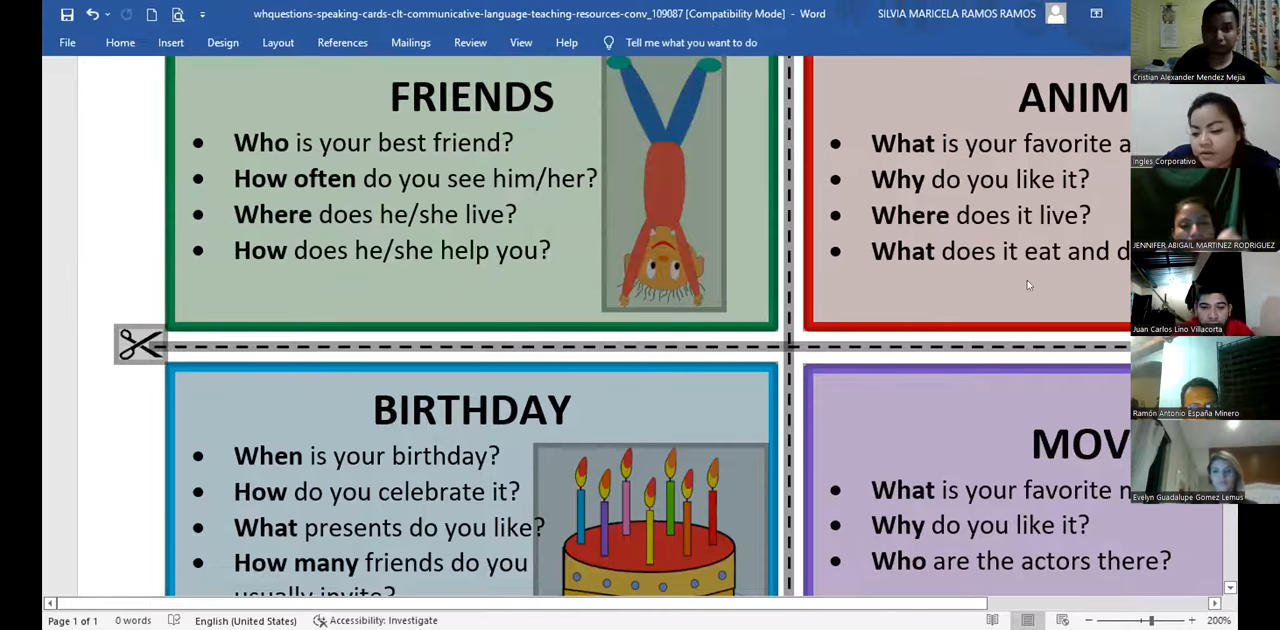 whquestions-speaking-cards-clt-communicative-language-teaching-resources-conv_109087 [Compatibility Mode] - Word
SILVIA MARICELA RAMOS RAMOS
File Home Insert Design Layout References Mailings Review View Help Tell me what you want to do
FRIENDS
• Who is your best friend?
• How often do you see him/her?
• Where does he/she live?
• How does he/she help you?
ANIM
• What is your favorite a
• Why do you like it?
• Where does it live?
• What does it eat and d
BIRTHDAY
• When is your birthday?
• How do you celebrate it?
• What presents do you like?
• How many friends do you
usually invite?
MOV
• What is your favorite m
• Why do you like it?
• Who are the actors there?
Cristian Alexander Mendez Mejia
Ingles Corporativo
JENNIFER ABIGAIL MARTINEZ RODRIGUEZ
Juan Carlos Lino Villacorta
Ramón Antonio España Minero
Evelyn Guadalupe Gomez Lemus
Page 1 of 1 0 words English (United States) Accessibility: Investigate 200%